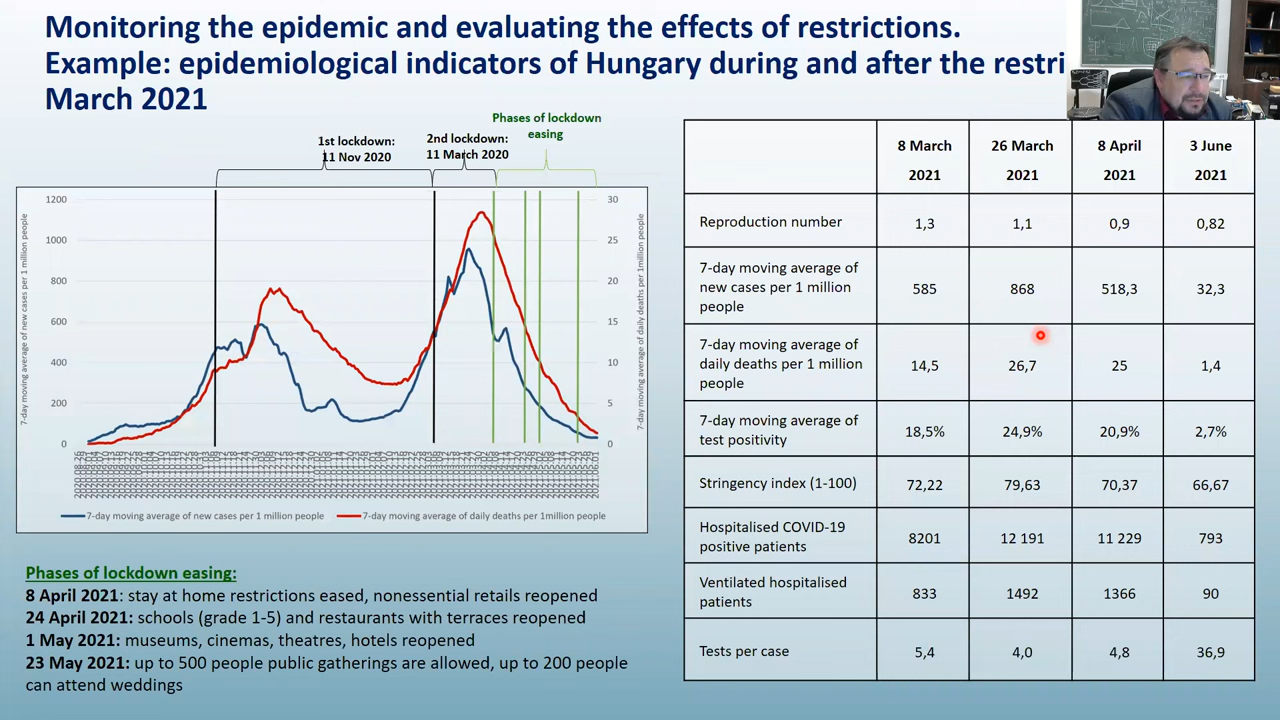 Monitoring the epidemic and evaluating the effects of restrictions.
Example: epidemiological indicators of Hungary during and after the restri
March 2021
Phases of lockdown
easing
1st lockdown:
11 Nov 2020
2nd lockdown:
11 March 2020
1200
1000
800
600
400
200
0
30
25
20
15
10
5
0
7-day moving average of new cases per 1 million people
7-day moving average of daily deaths per 1million people
7-day moving average of new cases per 1 million people
7-day moving average of daily deaths per 1million people
Phases of lockdown easing:
8 April 2021: stay at home restrictions eased, nonessential retails reopened
24 April 2021: schools (grade 1-5) and restaurants with terraces reopened
1 May 2021: museums, cinemas, theatres, hotels reopened
23 May 2021: up to 500 people public gatherings are allowed, up to 200 people
can attend weddings
8 March 26 March 8 April 3 June
2021 2021 2021 2021
Reproduction number 1,3 1,1 0,9 0,82
7-day moving average of
new cases per 1 million 585 868 518,3 32,3
people
7-day moving average of
daily deaths per 1 million 14,5 26,7 25 1,4
people
7-day moving average of
test positivity 18,5% 24,9% 20,9% 2,7%
Stringency index (1-100) 72,22 79,63 70,37 66,67
Hospitalised COVID-19
positive patients 8201 12 191 11 229 793
Ventilated hospitalised
patients 833 1492 1366 90
Tests per case 5,4 4,0 4,8 36,9